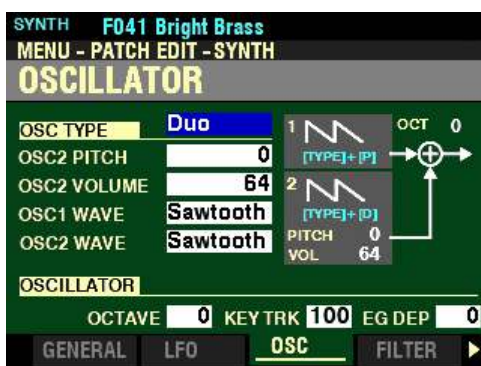 SYNTH F041 Bright Brass
MENU - PATCH EDIT - SYNTH
OSCILLATOR
OSC TYPE Duo
OSC2 PITCH 0
OSC2 VOLUME 64
OSC1 WAVE Sawtooth
OSC2 WAVE Sawtooth
1 [TYPE]+[P] OCT 0
2 [TYPE]+[D]
PITCH 0
VOL 64
OSCILLATOR
OCTAVE 0 KEY TRK 100 EG DEP 0
GENERAL LFO OSC FILTER